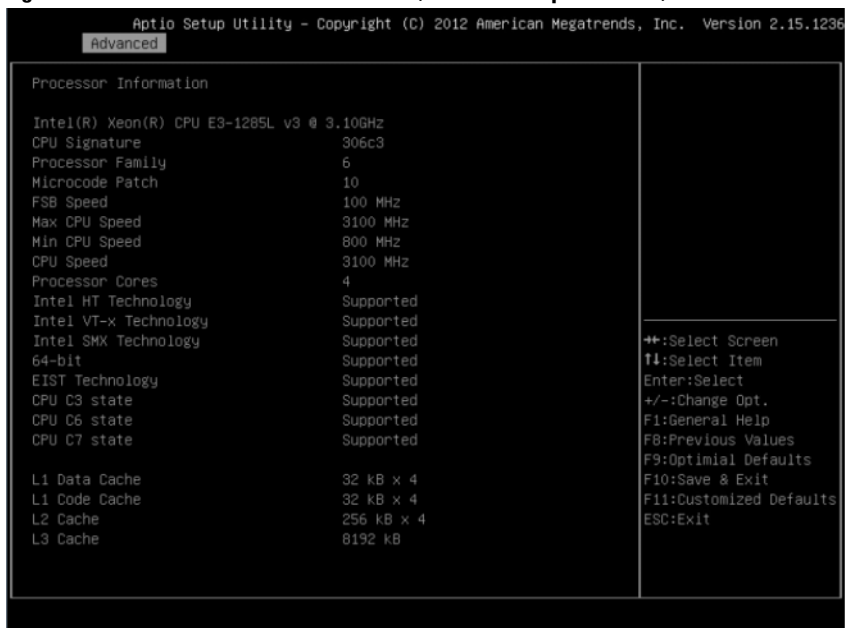 Aptio Setup Utility – Copyright (C) 2012 American Megatrends, Inc. Version 2.15.1236
Advanced
Processor Information
Intel(R) Xeon(R) CPU E3-1285L v3 @ 3.10GHz
CPU Signature 306c3
Processor Family 6
Microcode Patch 10
FSB Speed 100 MHz
Max CPU Speed 3100 MHz
Min CPU Speed 800 MHz
CPU Speed 3100 MHz
Processor Cores 4
Intel HT Technology Supported
Intel VT-x Technology Supported
Intel SMX Technology Supported
64-bit Supported
EIST Technology Supported
CPU C3 state Supported
CPU C6 state Supported
CPU C7 state Supported
L1 Data Cache 32 kB x 4
L1 Code Cache 32 kB x 4
L2 Cache 256 kB x 4
L3 Cache 8192 kB
→←:Select Screen
↑↓:Select Item
Enter:Select
+/-:Change Opt.
F1:General Help
F8:Previous Values
F9:Optimial Defaults
F10:Save & Exit
F11:Customized Defaults
ESC:Exit